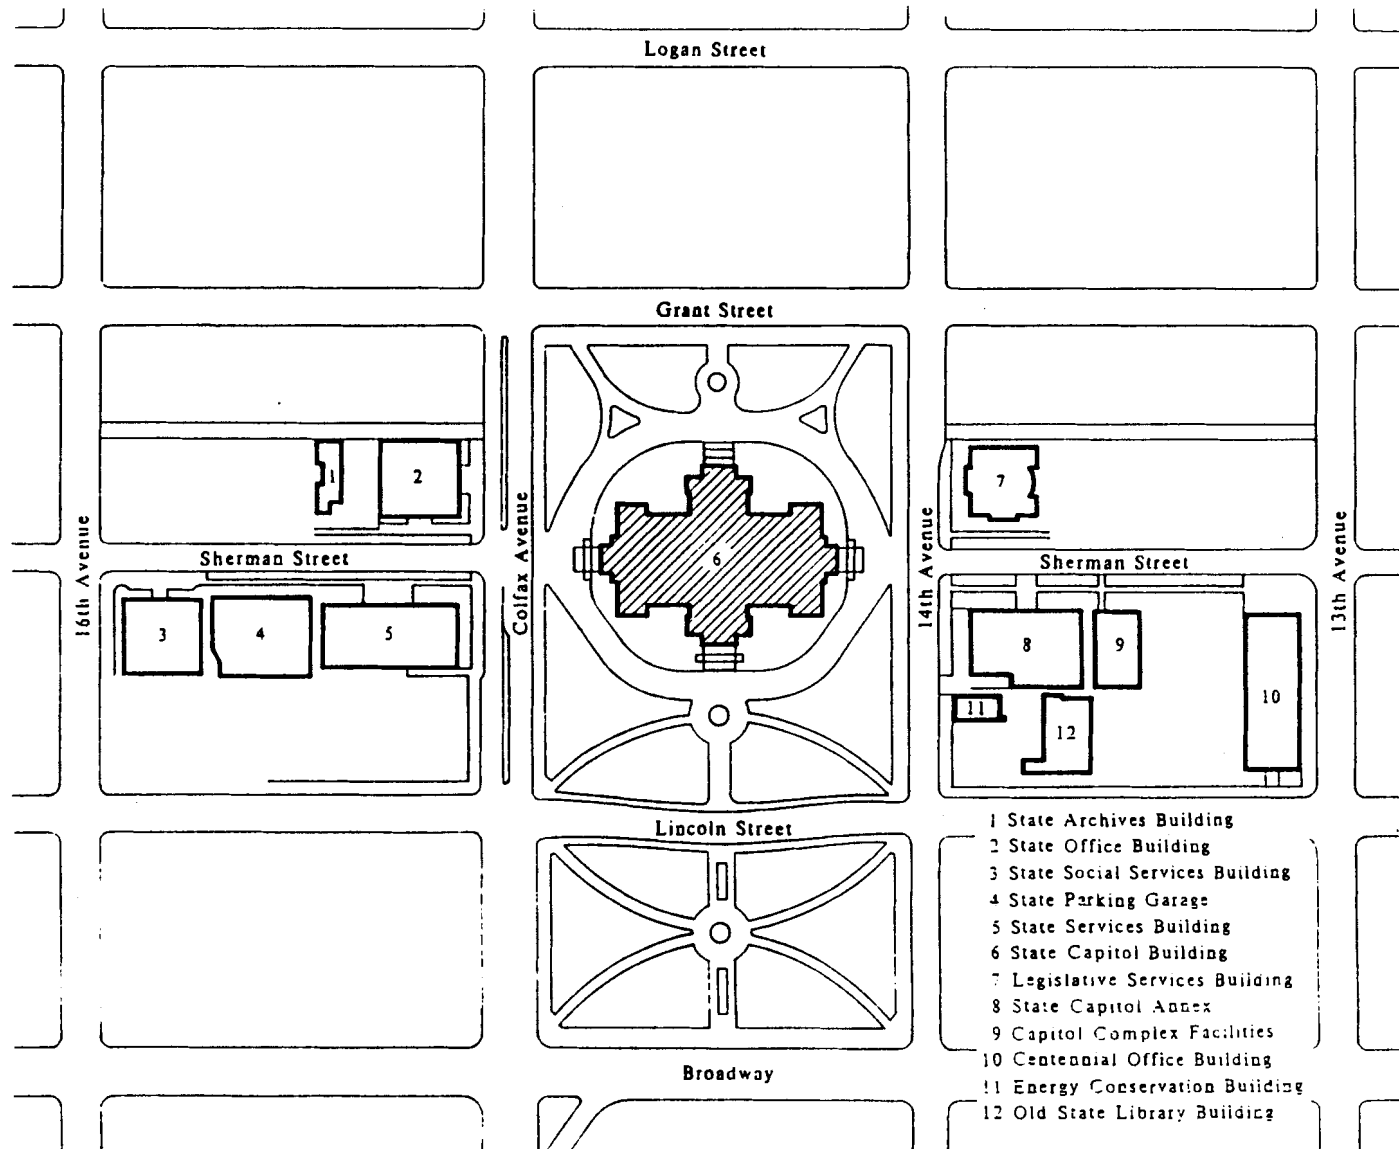 Logan Street
Grant Street
1
2
7
16th Avenue
Colfax Avenue
14th Avenue
13th Avenue
Sherman Street
6
Sherman Street
3
4
5
8
9
10
11
12
Lincoln Street
1 State Archives Building
2 State Office Building
3 State Social Services Building
4 State Parking Garage
5 State Services Building
6 State Capitol Building
7 Legislative Services Building
8 State Capitol Annex
9 Capitol Complex Facilities
10 Centennial Office Building
11 Energy Conservation Building
12 Old State Library Building
Broadway